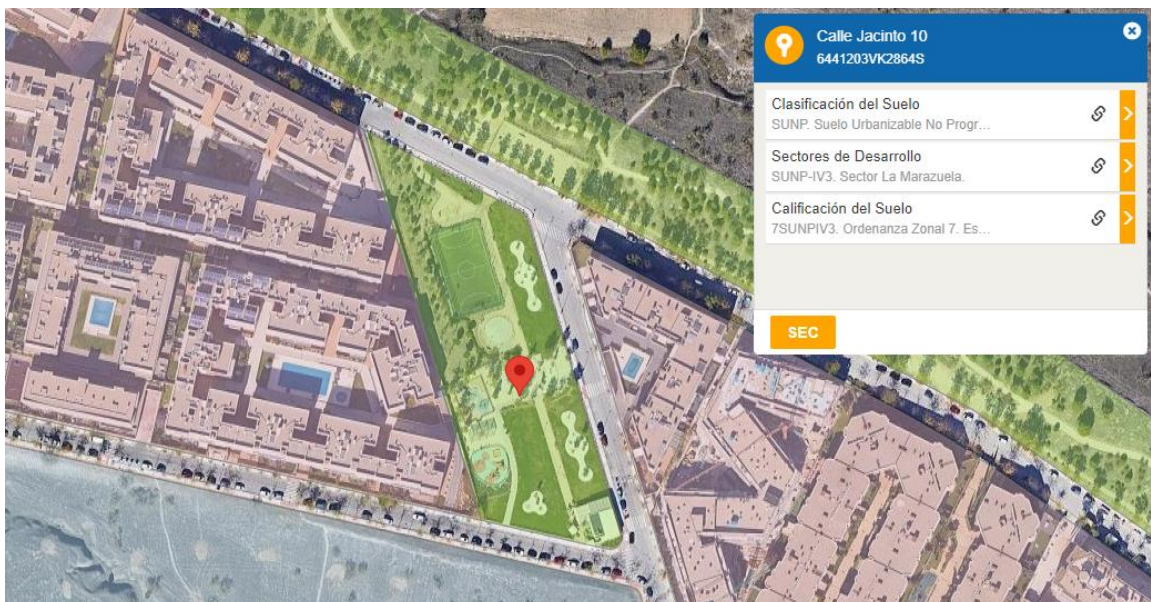 Calle Jacinto 10
6441203VK2864S
Clasificación del Suelo
SUNP. Suelo Urbanizable No Progr...
Sectores de Desarrollo
SUNP-IV3. Sector La Marazuela.
Calificación del Suelo
7SUNPIV3. Ordenanza Zonal 7. Es...
SEC